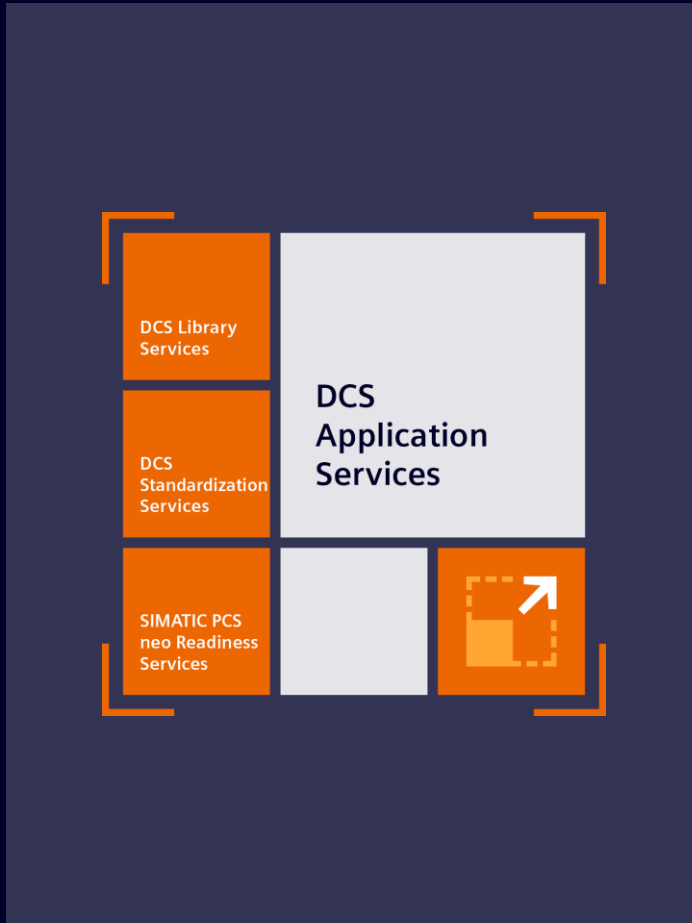 DCS Library
Services
DCS
Application
Services
DCS
Standardization
Services
SIMATIC PCS
neo Readiness
Services